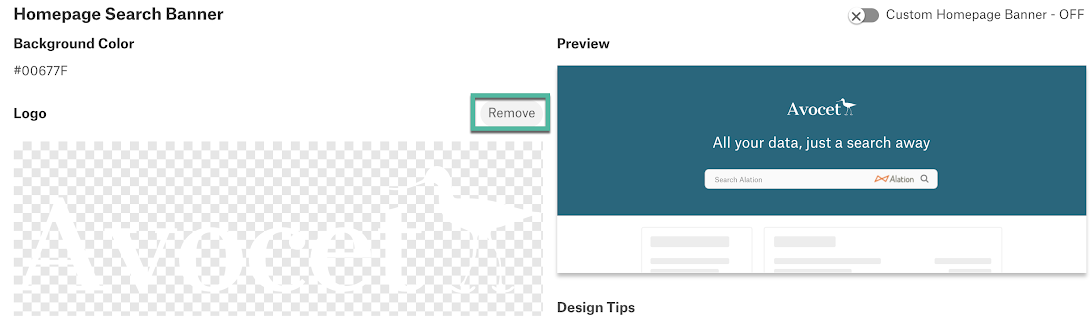 Homepage Search Banner
Custom Homepage Banner - OFF
Background Color
#00677F
Logo
Remove
Avocet
Preview
Avocet
All your data, just a search away
Search Alation
Alation
Design Tips